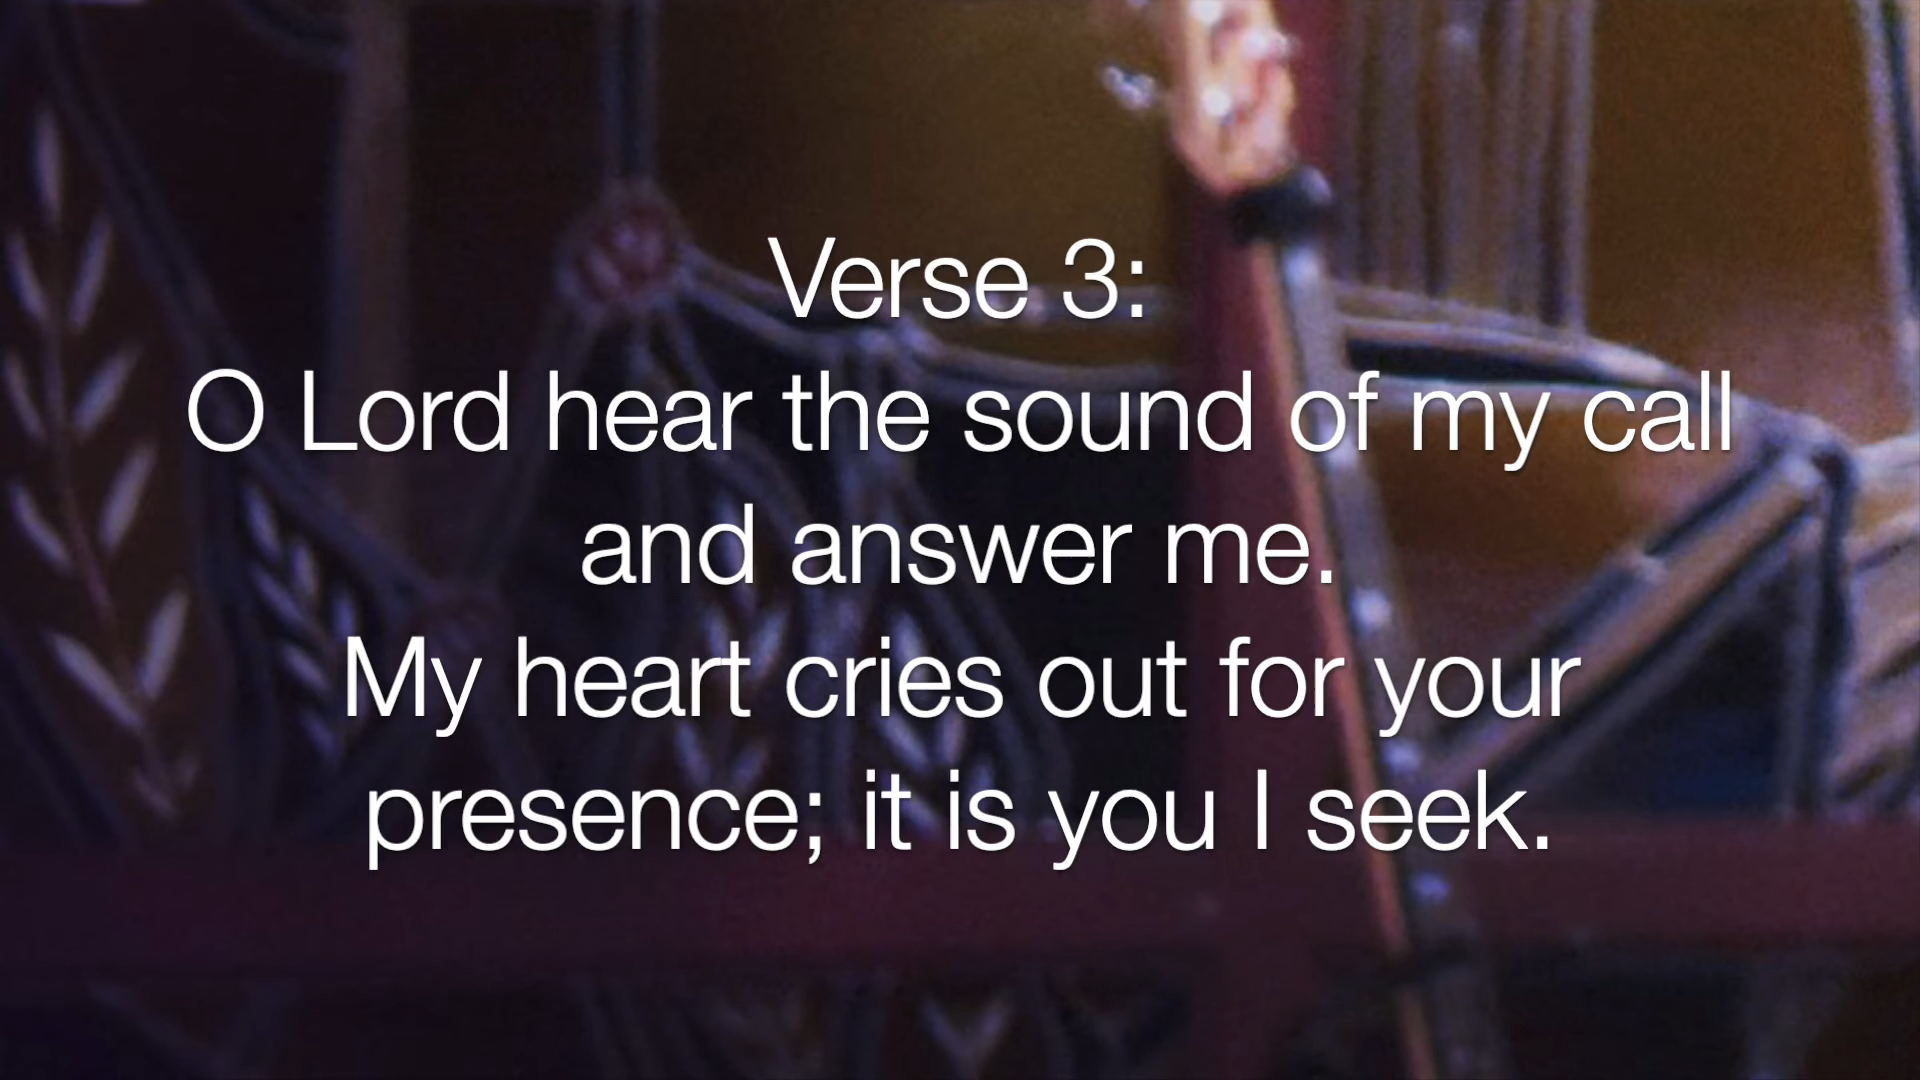 Verse 3:
O Lord hear the sound of my call
and answer me.
My heart cries out for your
presence; it is you I seek.